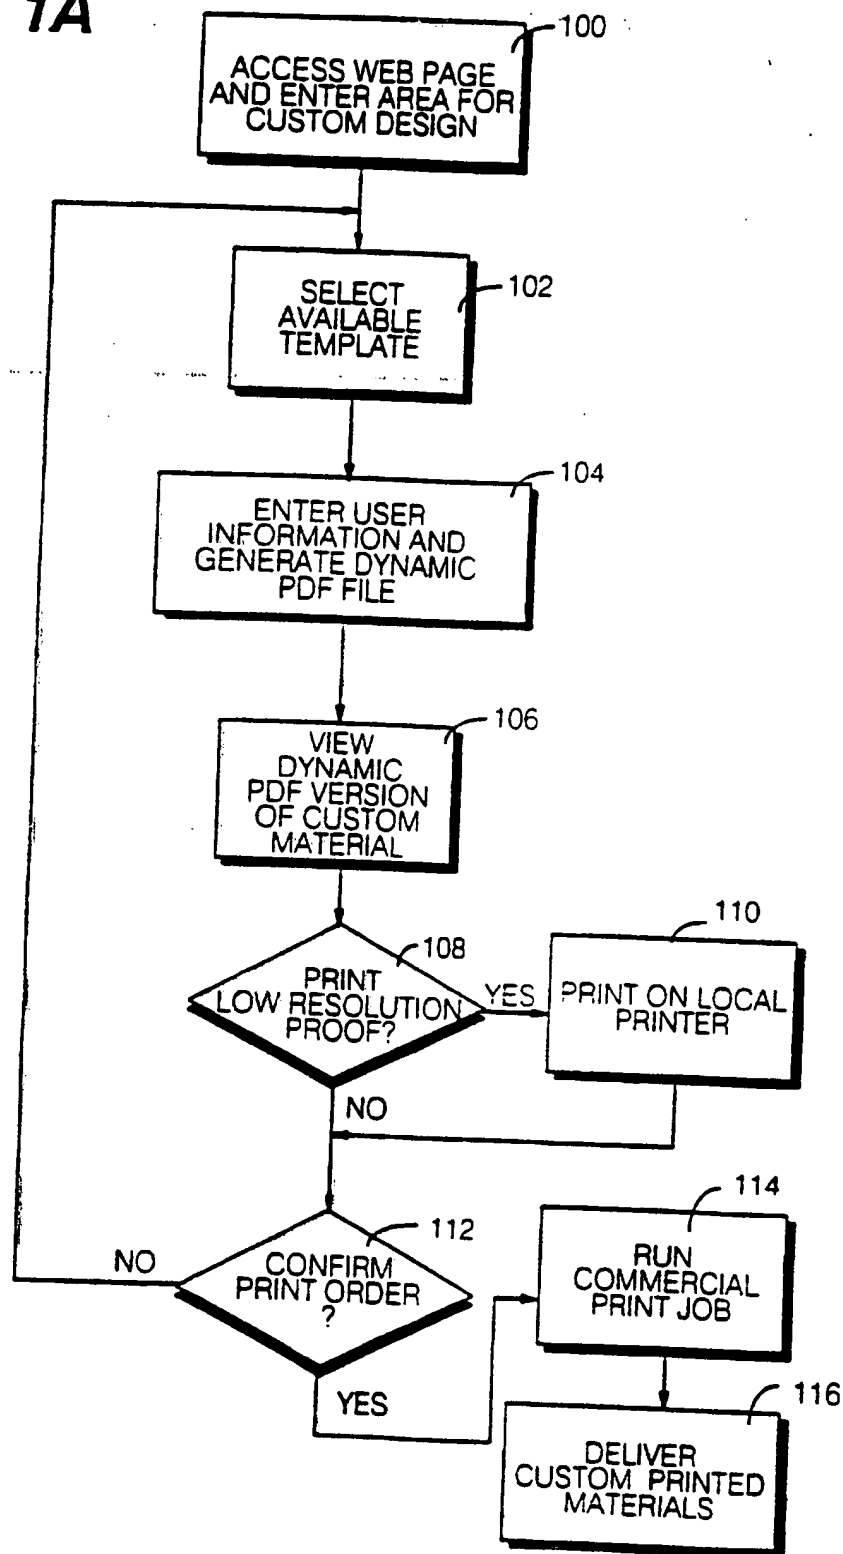 1A
100
ACCESS WEB PAGE
AND ENTER AREA FOR
CUSTOM DESIGN
102
SELECT
AVAILABLE
TEMPLATE
104
ENTER USER
INFORMATION AND
GENERATE DYNAMIC
PDF FILE
106
VIEW
DYNAMIC
PDF VERSION
OF CUSTOM
MATERIAL
108
PRINT
LOW RESOLUTION
PROOF?
YES
110
PRINT ON LOCAL
PRINTER
NO
112
CONFIRM
PRINT ORDER
?
NO
YES
114
RUN
COMMERCIAL
PRINT JOB
116
DELIVER
CUSTOM PRINTED
MATERIALS